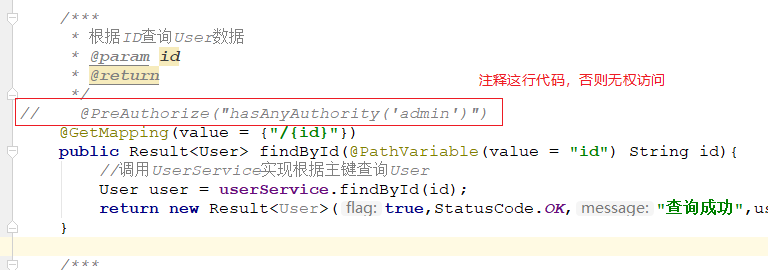 /***
* 根据ID查询User数据
* @param id
* @return
*/
注释这行代码，否则无权访问
// @PreAuthorize("hasAnyAuthority('admin')")
@GetMapping(value = {"/{id}"})
public Result<User> findById(@PathVariable(value = "id") String id){
//调用UserService实现根据主键查询User
User user = userService.findById(id);
return new Result<User>( flag: true,StatusCode.OK, message: "查询成功",us
}
/***